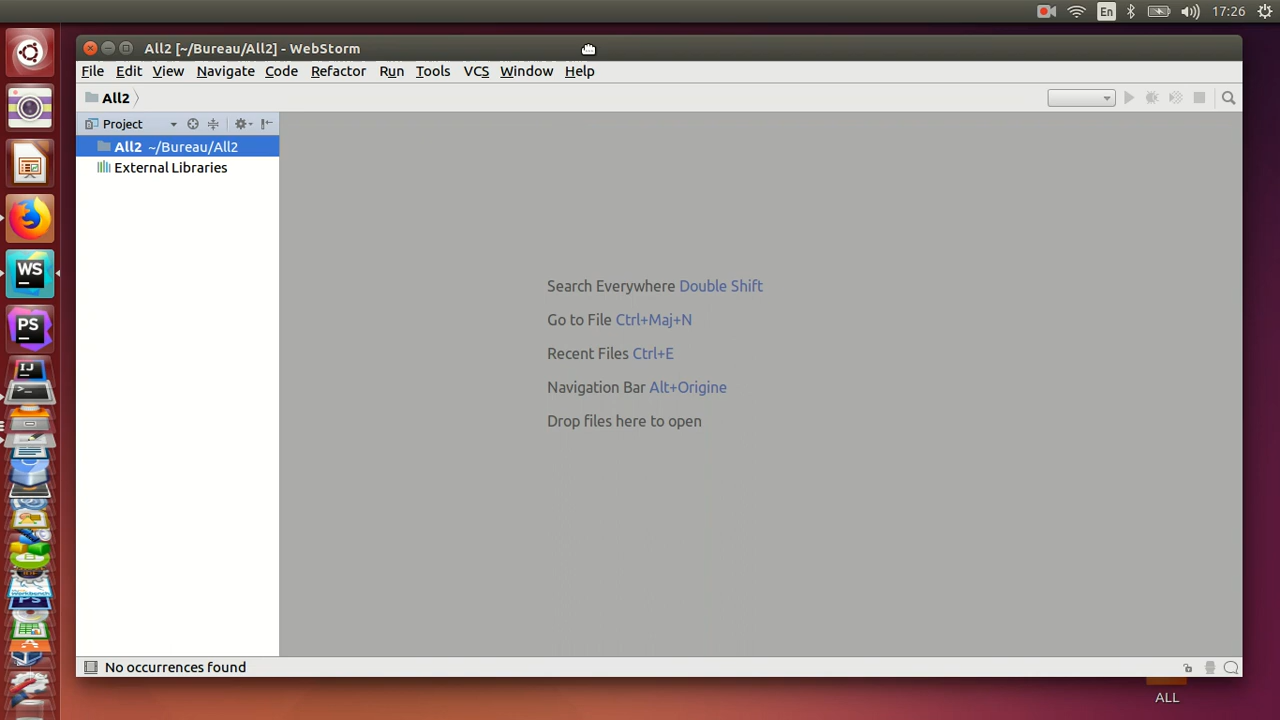 En 17:26
All2 [~/Bureau/All2] - WebStorm
File Edit View Navigate Code Refactor Run Tools VCS Window Help
All2
Project
All2 ~/Bureau/All2
External Libraries
WS
PS
IJ
Search Everywhere Double Shift
Go to File Ctrl+Maj+N
Recent Files Ctrl+E
Navigation Bar Alt+Origine
Drop files here to open
No occurrences found
ALL